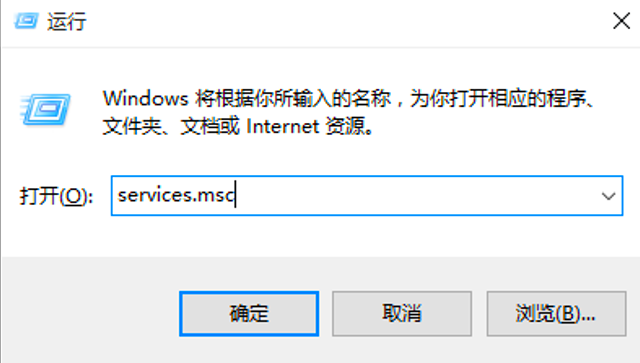 运行
Windows 将根据你所输入的名称，为你打开相应的程序、
文件夹、文档或 Internet 资源。
打开(O): services.msc
确定 取消 浏览(B)...